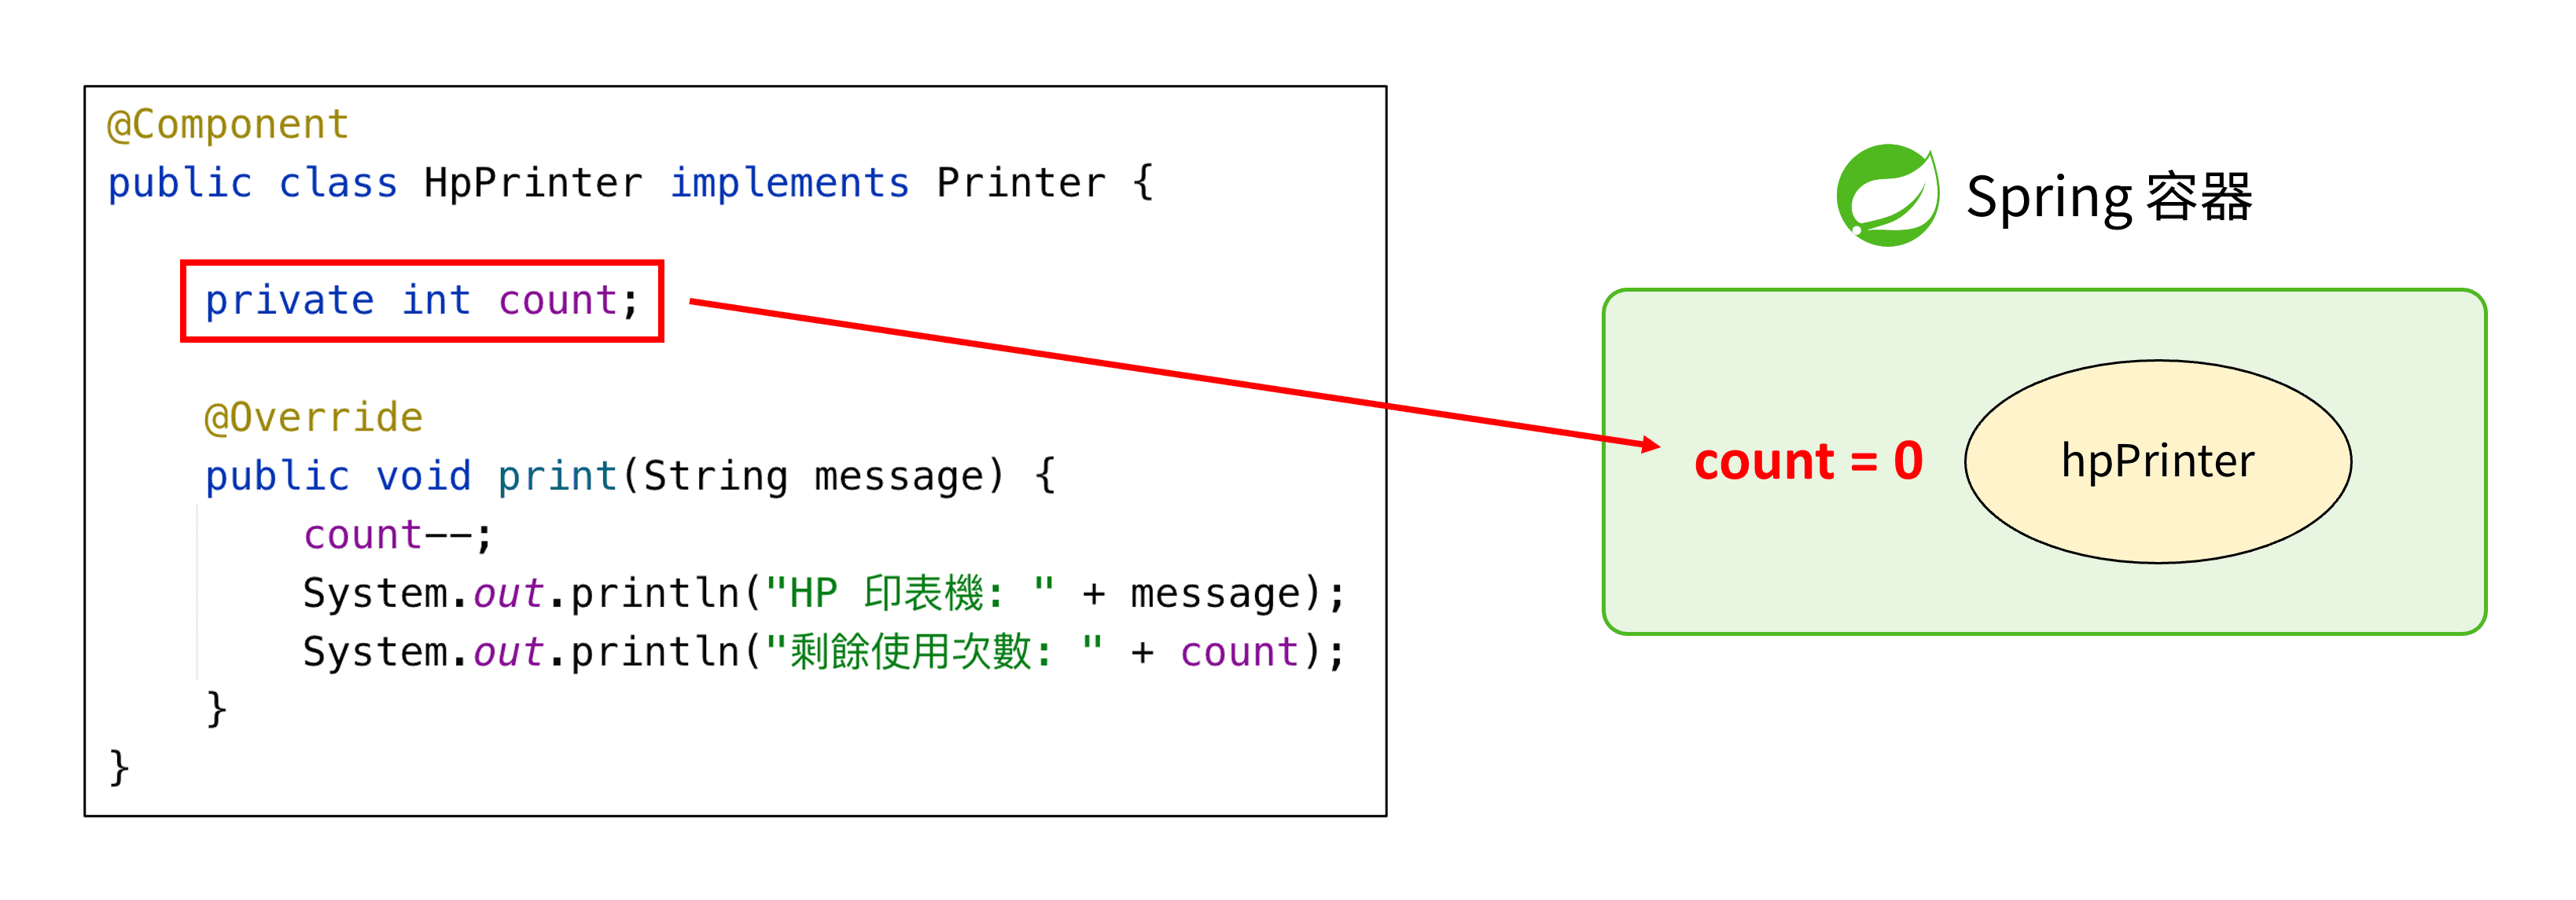 @Component
public class HpPrinter implements Printer {
private int count;
@Override
public void print(String message) {
count--;
System.out.println("HP 印表機: " + message);
System.out.println("剩餘使用次數: " + count);
}
}
Spring 容器
count = 0
hpPrinter